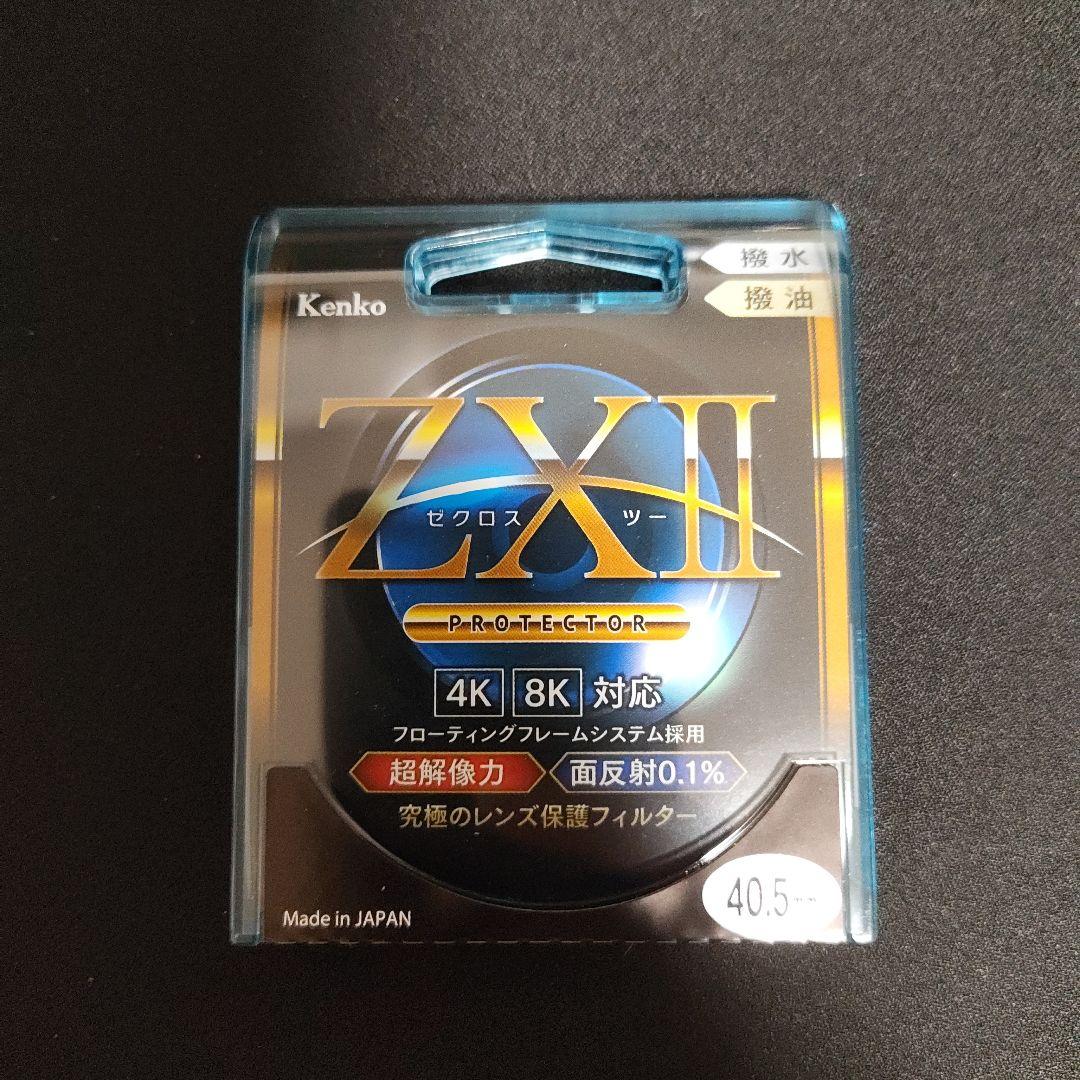 撥水
撥油
Kenko
ZXII
ゼクロス ツー
PROTECTOR
4K 8K 対応
フローティングフレームシステム採用
超解像力 面反射0.1%
究極のレンズ保護フィルター
40.5mm
Made in JAPAN